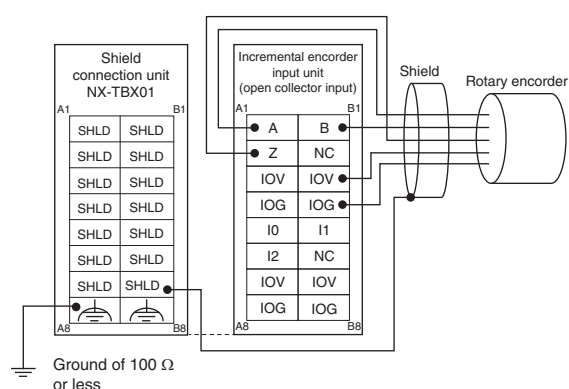 Shield
connection unit
NX-TBX01
A1 B1
SHLD SHLD
SHLD SHLD
SHLD SHLD
SHLD SHLD
SHLD SHLD
SHLD SHLD
SHLD SHLD
A8 B8
Ground of 100 Ω
or less
Incremental encorder
input unit
(open collector input)
A1 B1
A B
Z NC
IOV IOV
IOG IOG
I0 I1
I2 NC
IOV IOV
IOG IOG
A8 B8
Shield
Rotary encorder